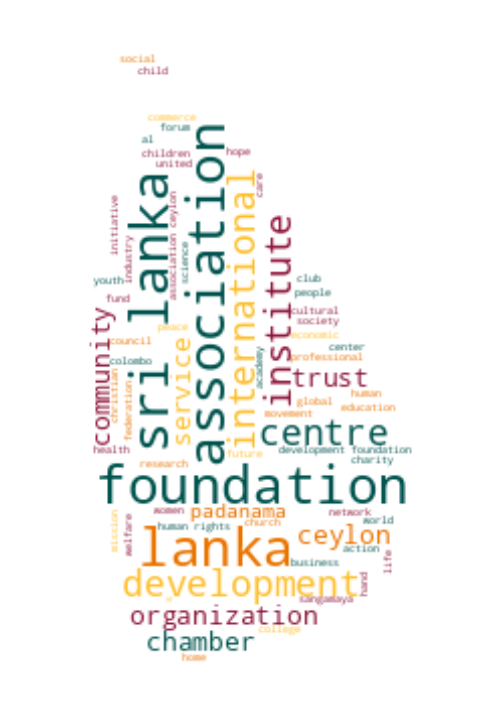 social
child
commerce
forum
al
children
hope
united
care
sri lanka
association
international
institute
initiative
industry
association ceylon
science
youth
club
people
fund
cultural
society
community
peace
service
economic
council
center
colombo
academy
professional
trust
christian
federation
human
global
education
movement
centre
health
development foundation
future
charity
research
foundation
women
padanama
network
world
mission
welfare
human rights
church
ceylon
lanka
action
life
business
development
hand
sangamaya
organization
college
chamber
home